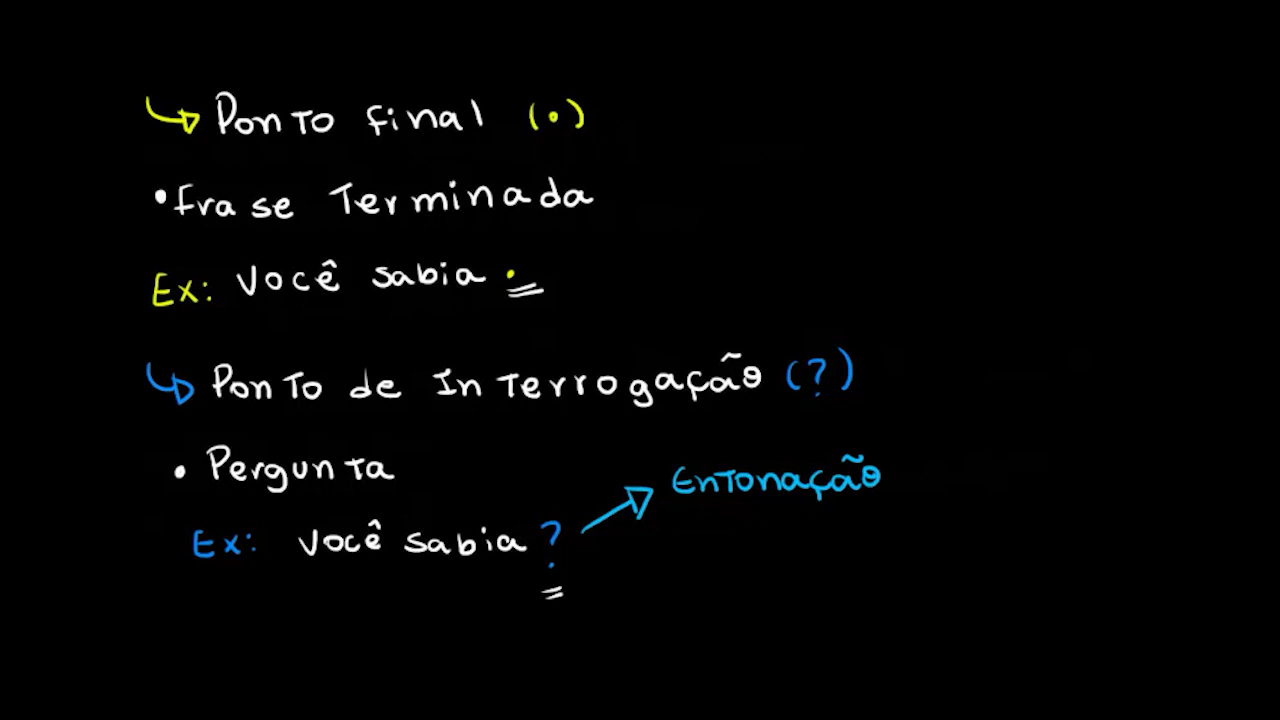 Ponto final (.)
• Frase Terminada
Ex: Você sabia.
Ponto de Interrogação (?)
• Pergunta
Entonação
Ex: Você sabia?